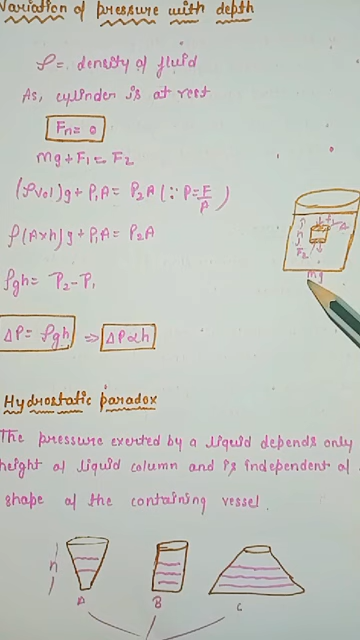 Variation of pressure with depth
ρ = density of fluid
As, cylinder is at rest
Fn = 0
mg + F₁ = F₂
(ρVol)g + P₁A = P₂A (∵ P = F/A)
ρ(A×h)g + P₁A = P₂A
ρgh = P₂ - P₁
ΔP = ρgh ⇒ ΔP∝h
mg
Hydrostatic paradox
The pressure exerted by a liquid depends only
height of liquid column and is independent of
shape of the containing vessel.
h
A B C